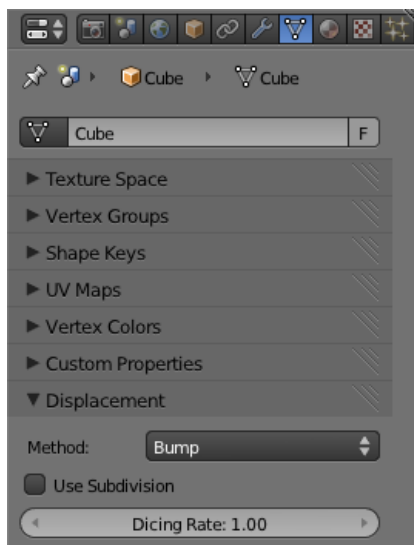 Cube Cube
Cube F
Texture Space
Vertex Groups
Shape Keys
UV Maps
Vertex Colors
Custom Properties
Displacement
Method: Bump
Use Subdivision
Dicing Rate: 1.00